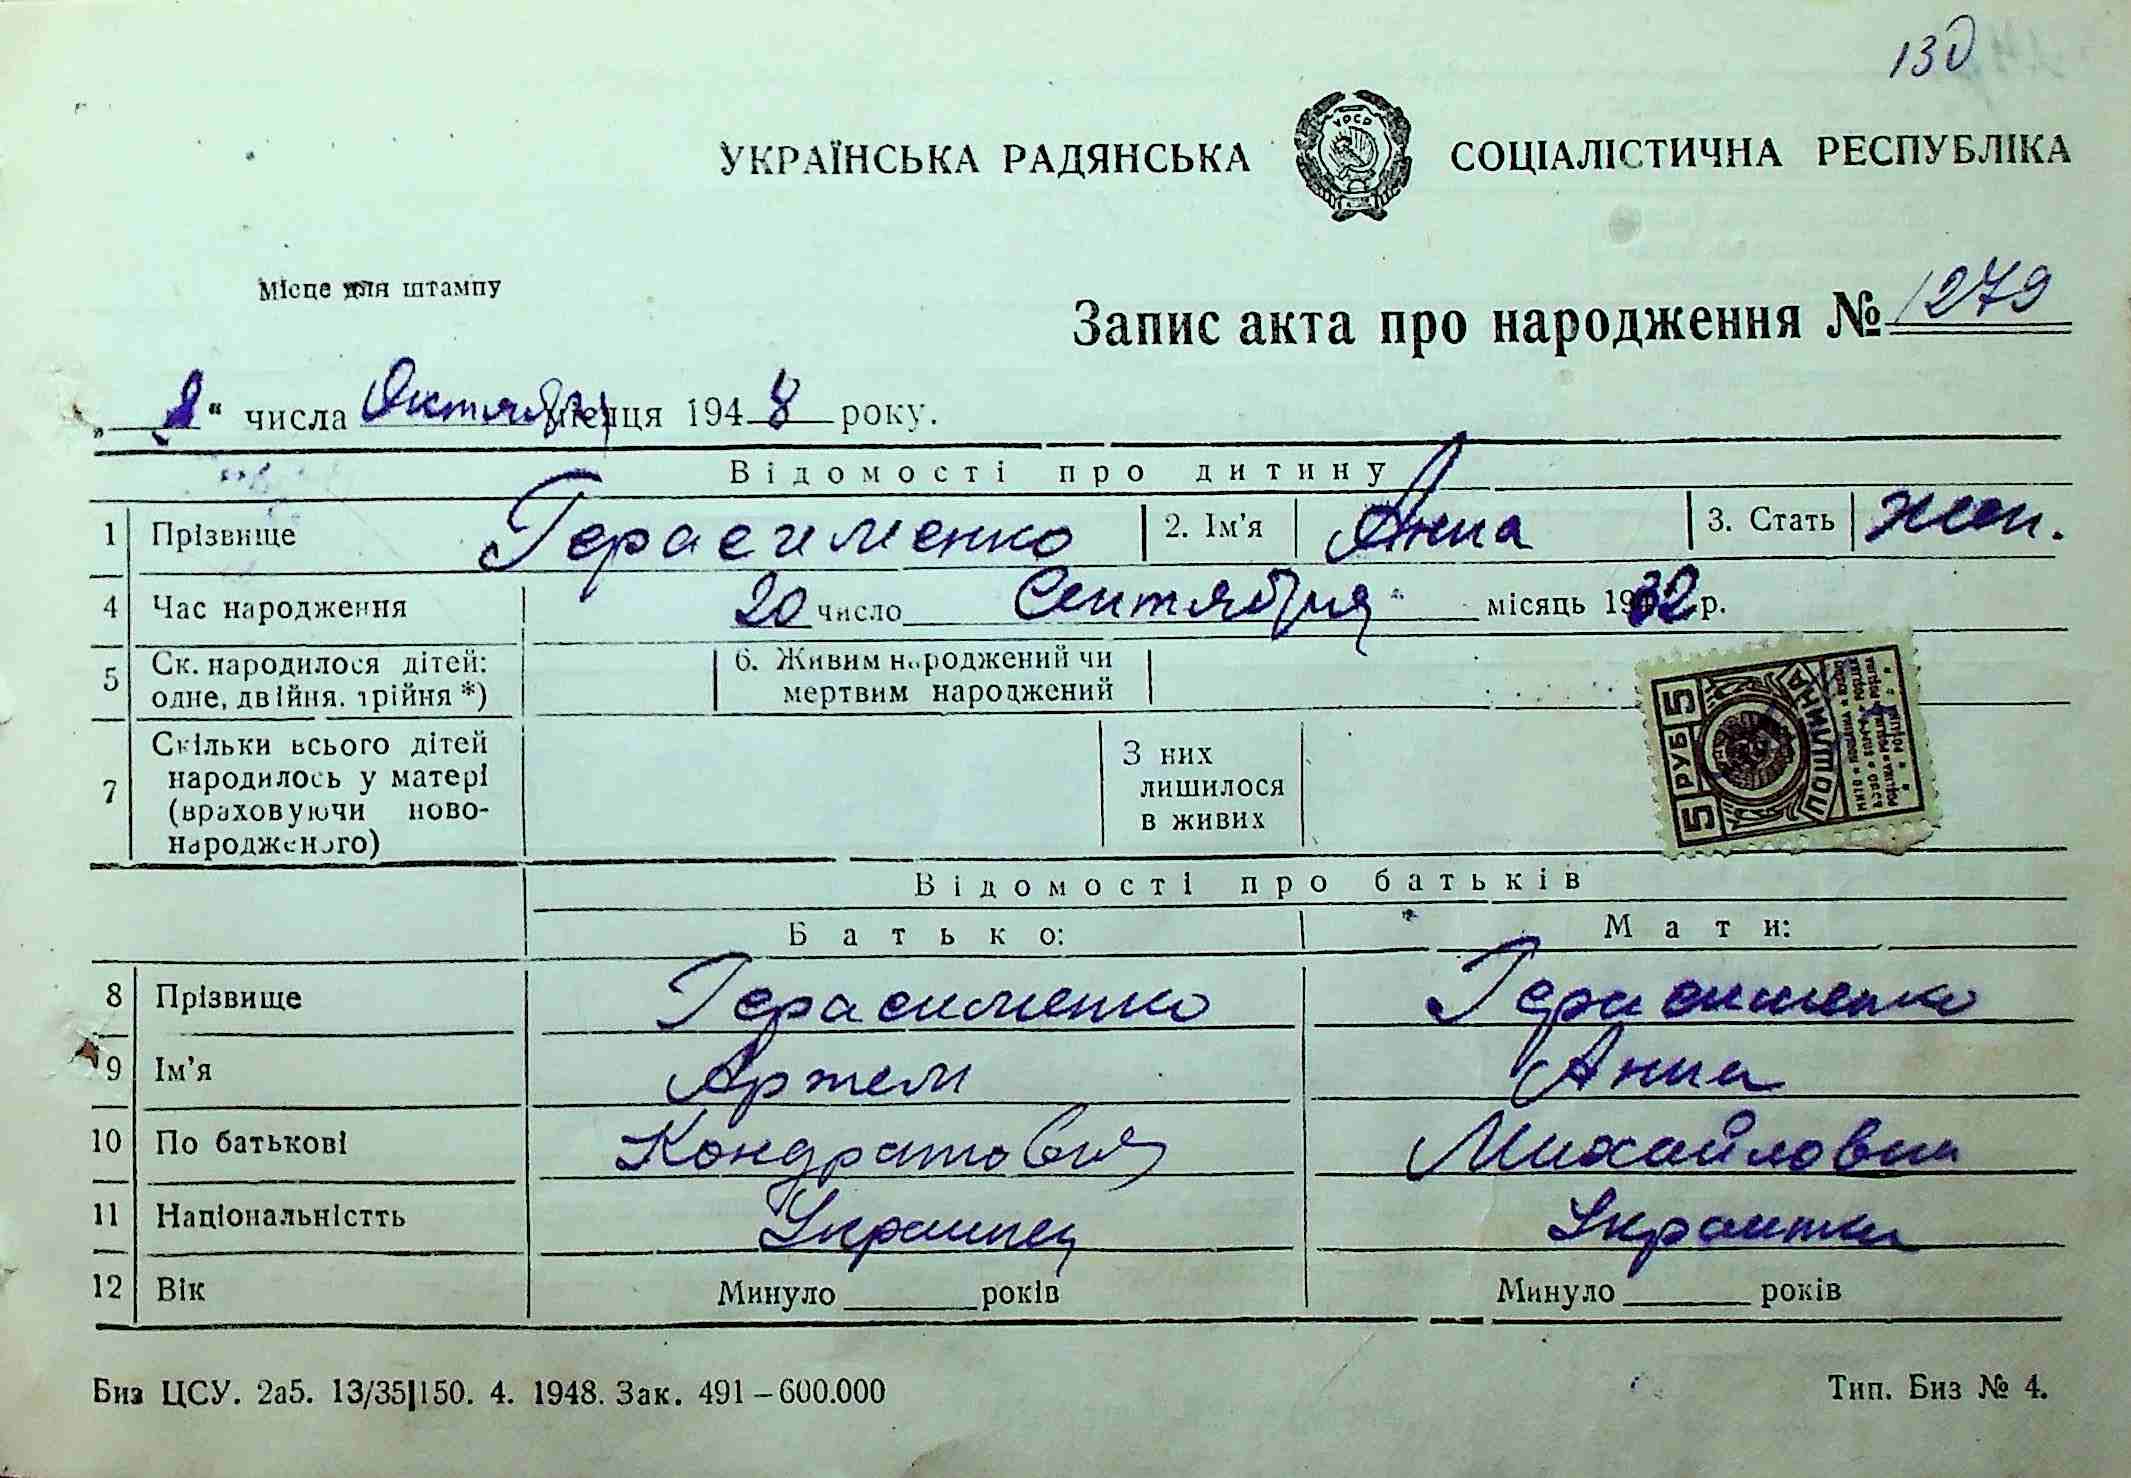 130
УКРАЇНСЬКА РАДЯНСЬКА СОЦІАЛІСТИЧНА РЕСПУБЛІКА
УРСР
Місце для штампу
Запис акта про народження № 1279
„ “ числа Октября місяця 1948 року.
Відомості про дитину
1 Прізвище Герасименко 2. Ім’я Анна 3. Стать жен.
4 Час народження 20 число Сентября місяць 1932 р.
5 Ск. народилося дітей: одне, двійня, трійня *) 6. Живим народжений чи мертвим народжений
7 Скільки всього дітей народилось у матері (враховуючи ново-народженого) З них лишилося в живих
5 РУБ 5
ПОШЛИНА
Відомості про батьків
Батько: Мати:
8 Прізвище Герасименко Герасименко
9 Ім’я Артем Анна
10 По батькові Кондратович Михайловна
11 Національністть Украинец Украинка
12 Вік Минуло ______ років Минуло ______ років
Биз ЦСУ. 2а5. 13/35|150. 4. 1948. Зак. 491–600.000 Тип. Биз № 4.